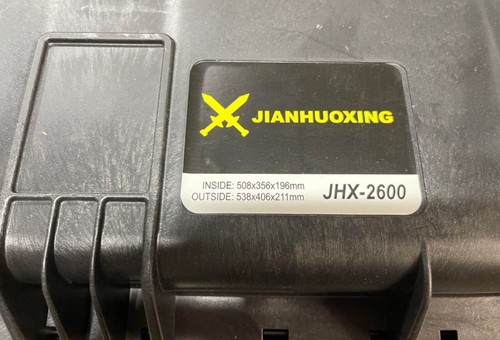 JIANHUOXING
INSIDE: 508x356x196mm
OUTSIDE: 538x406x211mm
JHX-2600